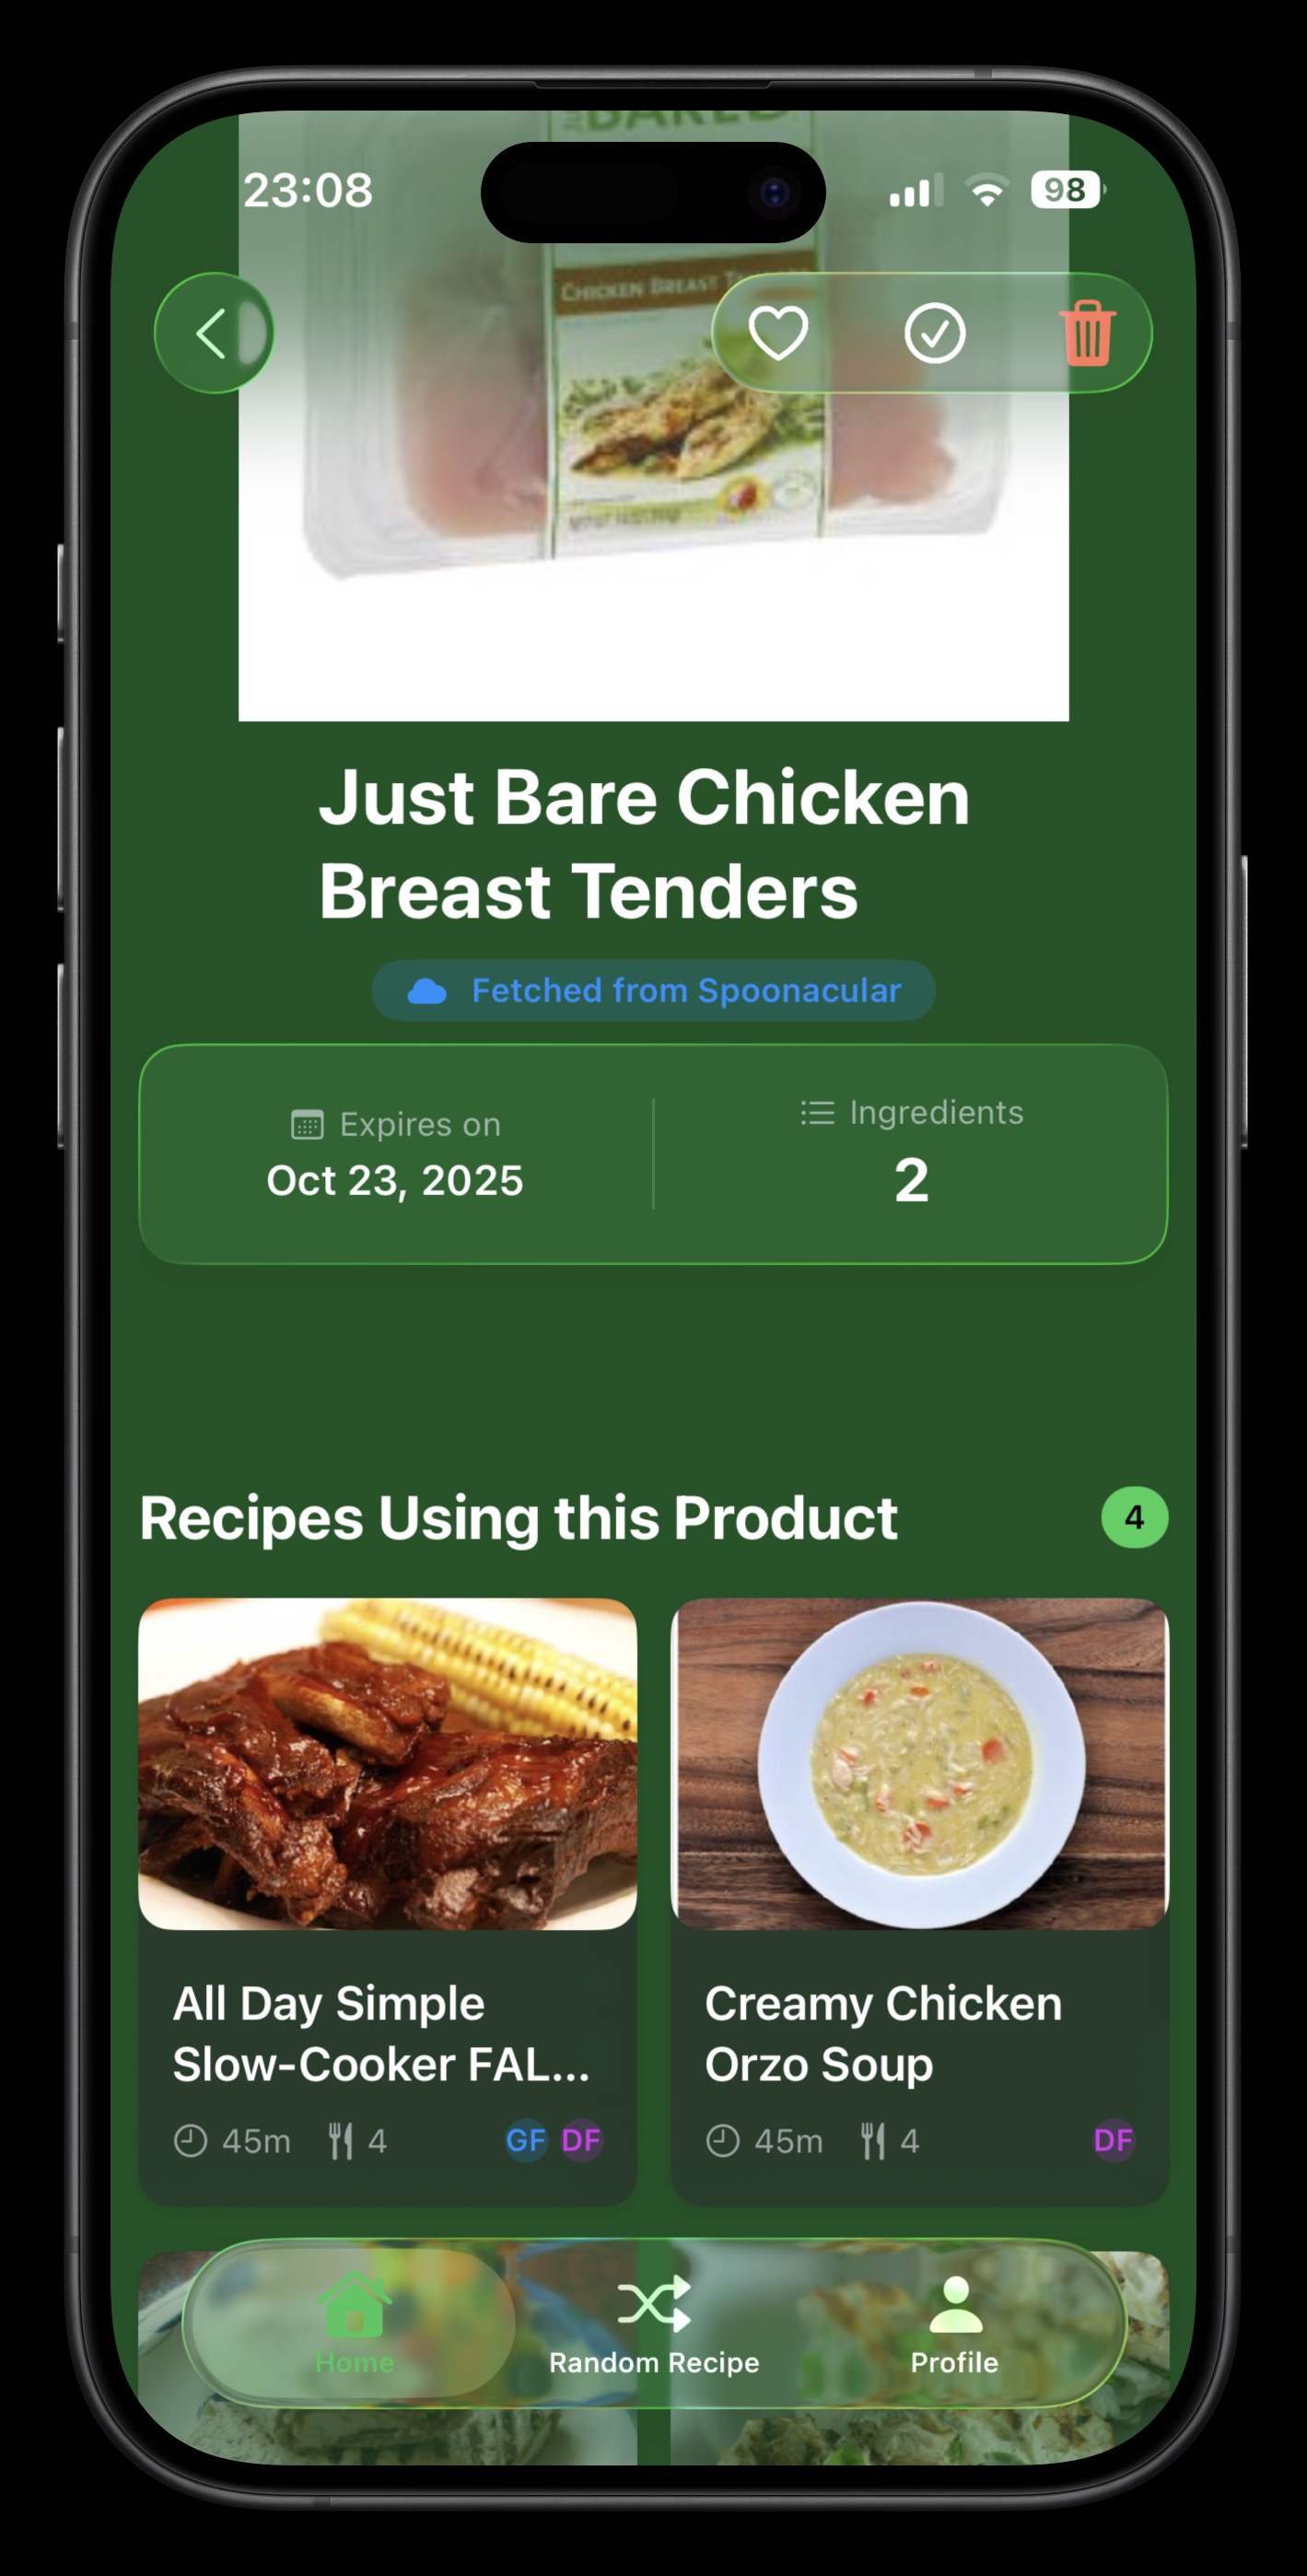 23:08
98
CHICKEN BREAST
Just Bare Chicken
Breast Tenders
Fetched from Spoonacular
Expires on
Oct 23, 2025
Ingredients
2
Recipes Using this Product
4
All Day Simple
Slow-Cooker FAL...
45m
4
GF
DF
Creamy Chicken
Orzo Soup
45m
4
DF
Home
Random Recipe
Profile